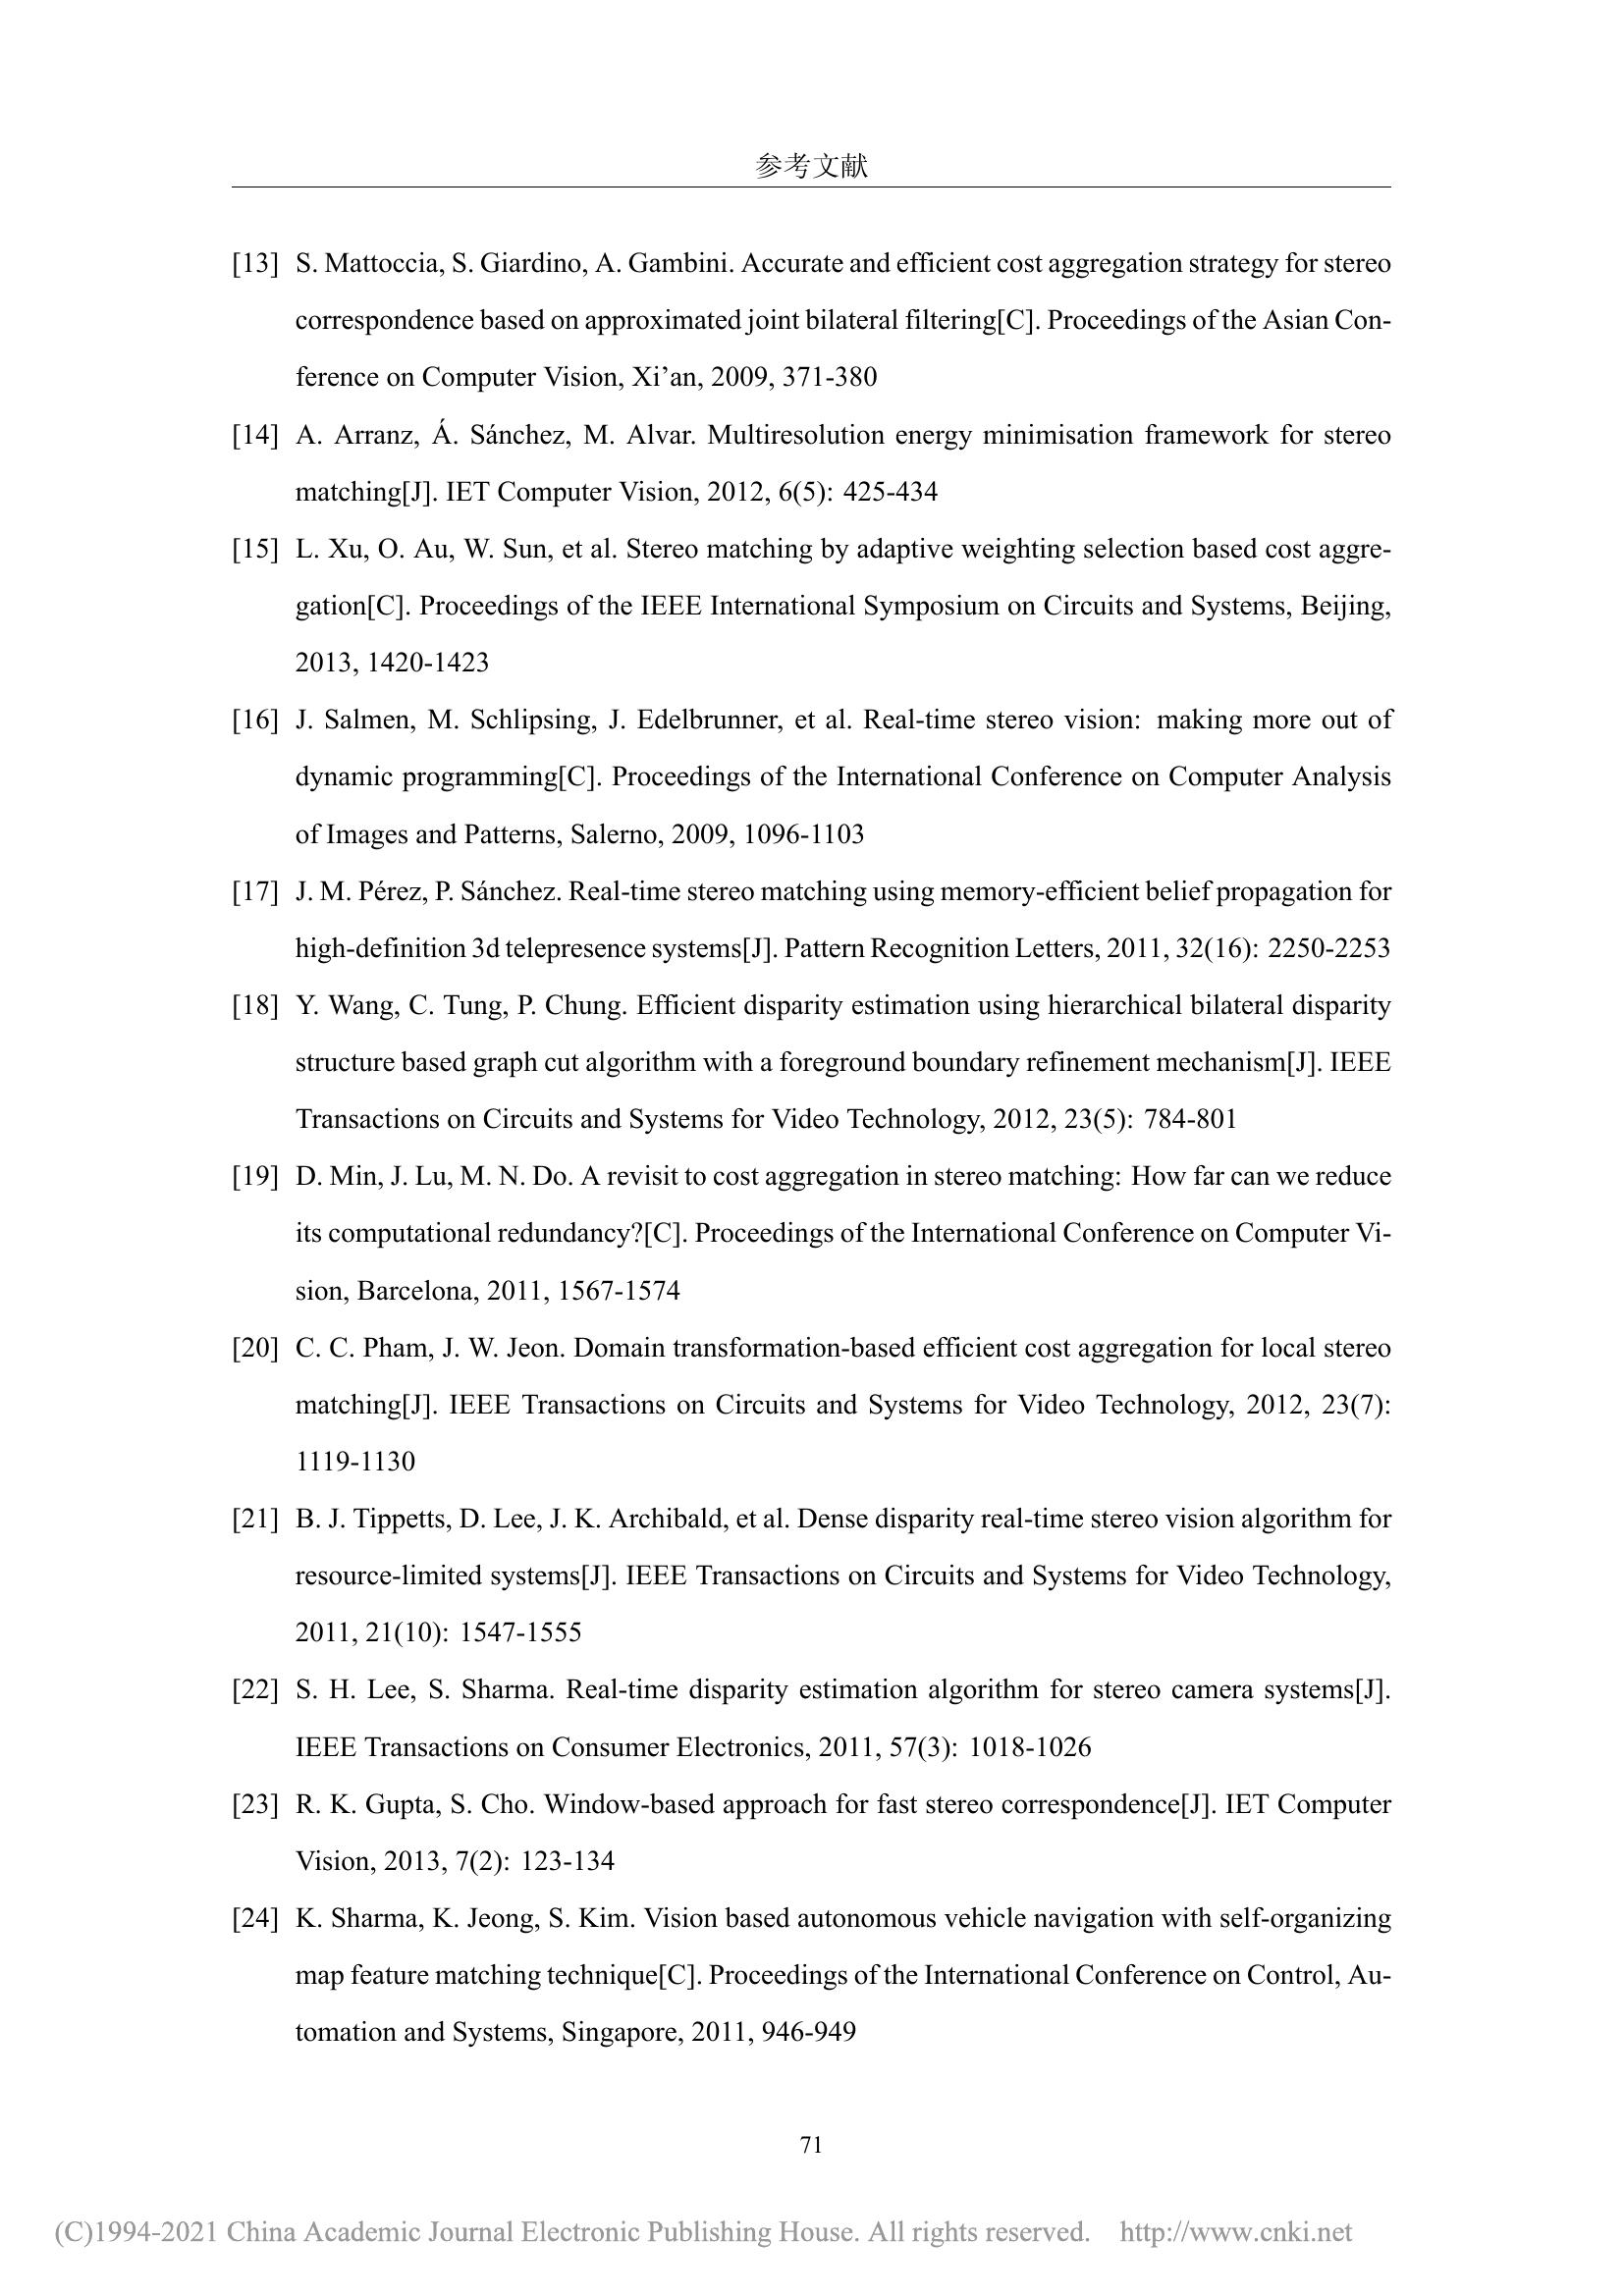 参考文献
[13] S. Mattoccia, S. Giardino, A. Gambini. Accurate and efficient cost aggregation strategy for stereo
correspondence based on approximated joint bilateral filtering[C]. Proceedings of the Asian Con-
ference on Computer Vision, Xi’an, 2009, 371-380
[14] A. Arranz, Á. Sánchez, M. Alvar. Multiresolution energy minimisation framework for stereo
matching[J]. IET Computer Vision, 2012, 6(5): 425-434
[15] L. Xu, O. Au, W. Sun, et al. Stereo matching by adaptive weighting selection based cost aggre-
gation[C]. Proceedings of the IEEE International Symposium on Circuits and Systems, Beijing,
2013, 1420-1423
[16] J. Salmen, M. Schlipsing, J. Edelbrunner, et al. Real-time stereo vision: making more out of
dynamic programming[C]. Proceedings of the International Conference on Computer Analysis
of Images and Patterns, Salerno, 2009, 1096-1103
[17] J. M. Pérez, P. Sánchez. Real-time stereo matching using memory-efficient belief propagation for
high-definition 3d telepresence systems[J]. Pattern Recognition Letters, 2011, 32(16): 2250-2253
[18] Y. Wang, C. Tung, P. Chung. Efficient disparity estimation using hierarchical bilateral disparity
structure based graph cut algorithm with a foreground boundary refinement mechanism[J]. IEEE
Transactions on Circuits and Systems for Video Technology, 2012, 23(5): 784-801
[19] D. Min, J. Lu, M. N. Do. A revisit to cost aggregation in stereo matching: How far can we reduce
its computational redundancy?[C]. Proceedings of the International Conference on Computer Vi-
sion, Barcelona, 2011, 1567-1574
[20] C. C. Pham, J. W. Jeon. Domain transformation-based efficient cost aggregation for local stereo
matching[J]. IEEE Transactions on Circuits and Systems for Video Technology, 2012, 23(7):
1119-1130
[21] B. J. Tippetts, D. Lee, J. K. Archibald, et al. Dense disparity real-time stereo vision algorithm for
resource-limited systems[J]. IEEE Transactions on Circuits and Systems for Video Technology,
2011, 21(10): 1547-1555
[22] S. H. Lee, S. Sharma. Real-time disparity estimation algorithm for stereo camera systems[J].
IEEE Transactions on Consumer Electronics, 2011, 57(3): 1018-1026
[23] R. K. Gupta, S. Cho. Window-based approach for fast stereo correspondence[J]. IET Computer
Vision, 2013, 7(2): 123-134
[24] K. Sharma, K. Jeong, S. Kim. Vision based autonomous vehicle navigation with self-organizing
map feature matching technique[C]. Proceedings of the International Conference on Control, Au-
tomation and Systems, Singapore, 2011, 946-949
71
(C)1994-2021 China Academic Journal Electronic Publishing House. All rights reserved. http://www.cnki.net